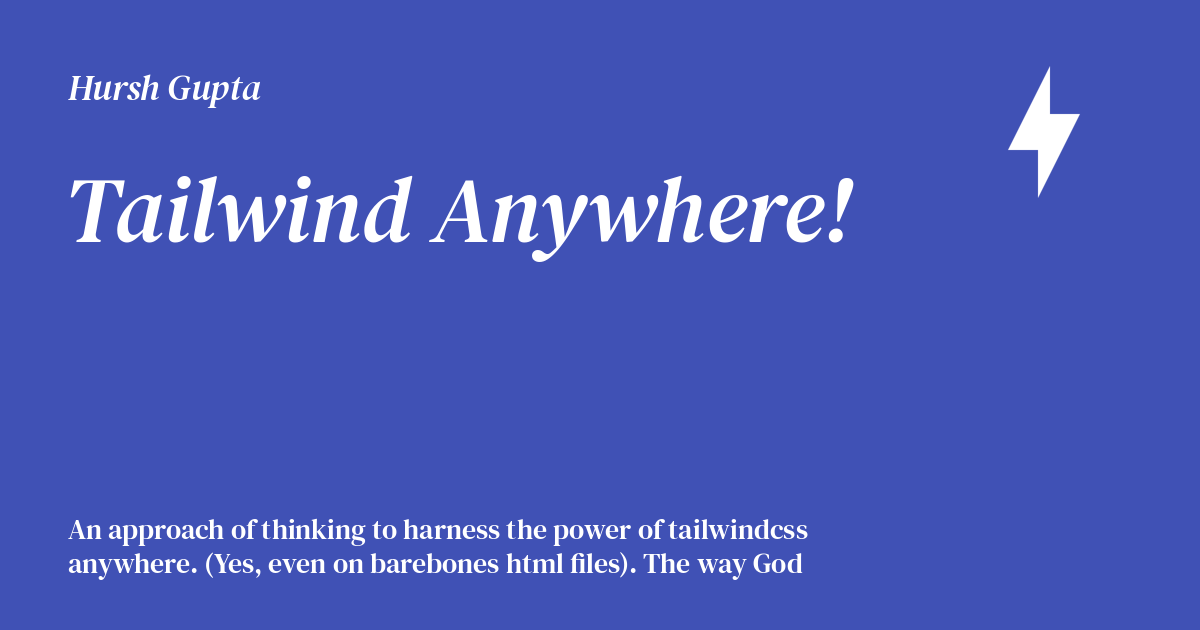 Hursh Gupta
Tailwind Anywhere!
An approach of thinking to harness the power of tailwindcss
anywhere. (Yes, even on barebones html files). The way God